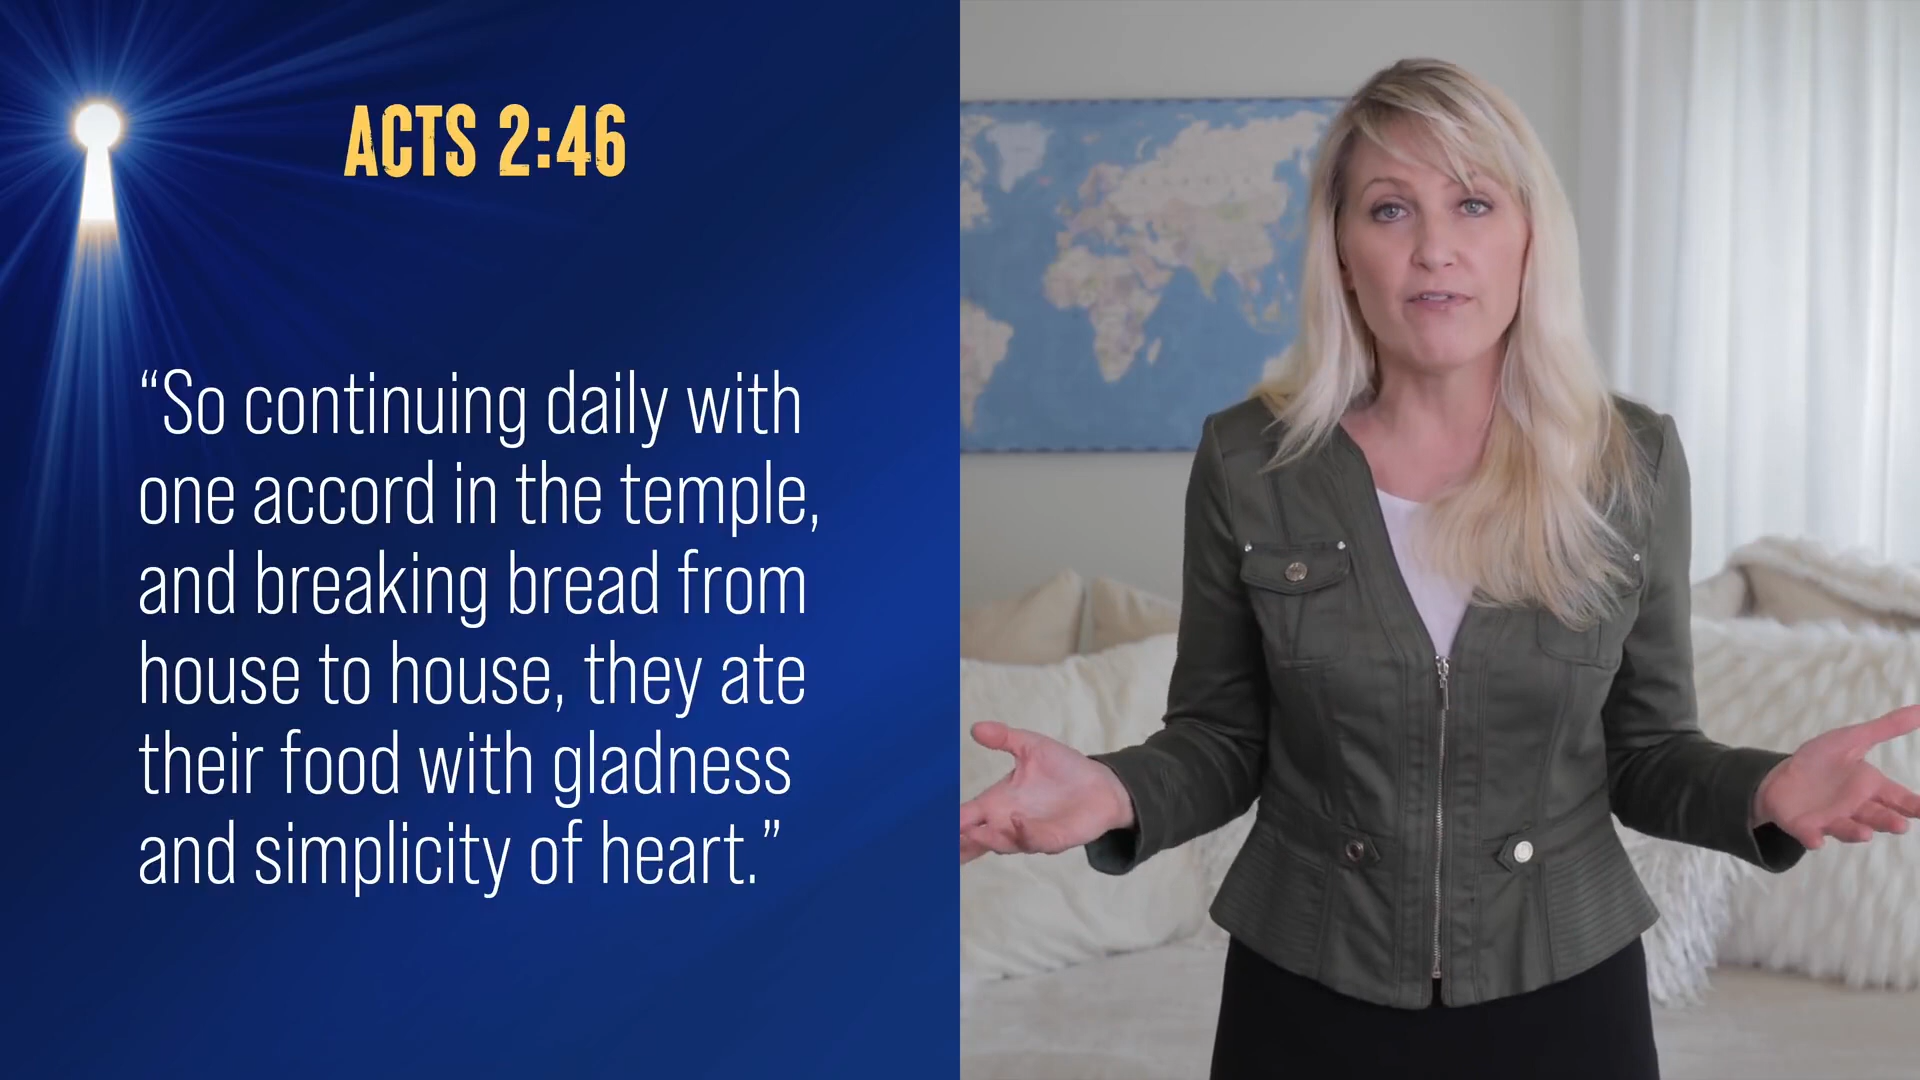 ACTS 2:46
“So continuing daily with
one accord in the temple,
and breaking bread from
house to house, they ate
their food with gladness
and simplicity of heart.”